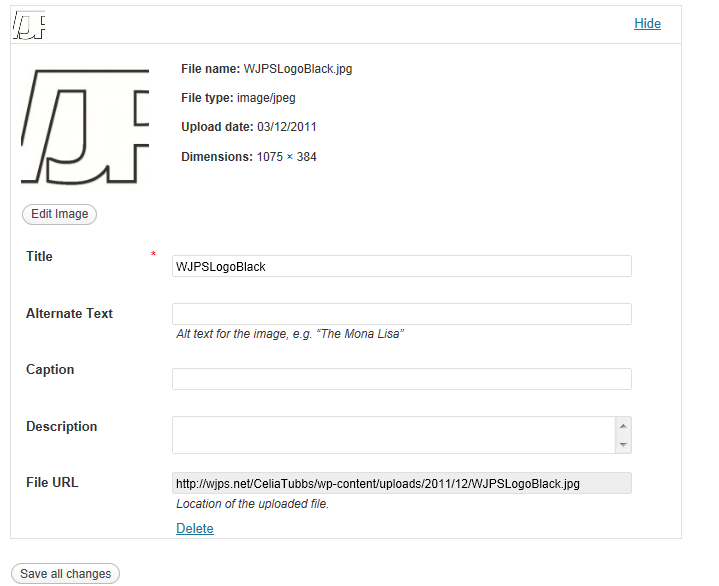 Hide
File name: WJPSLogoBlack.jpg
File type: image/jpeg
Upload date: 03/12/2011
Dimensions: 1075 × 384
Edit Image
Title *
WJPSLogoBlack
Alternate Text
Alt text for the image, e.g. “The Mona Lisa”
Caption
Description
File URL
http://wjps.net/CeliaTubbs/wp-content/uploads/2011/12/WJPSLogoBlack.jpg
Location of the uploaded file.
Delete
Save all changes